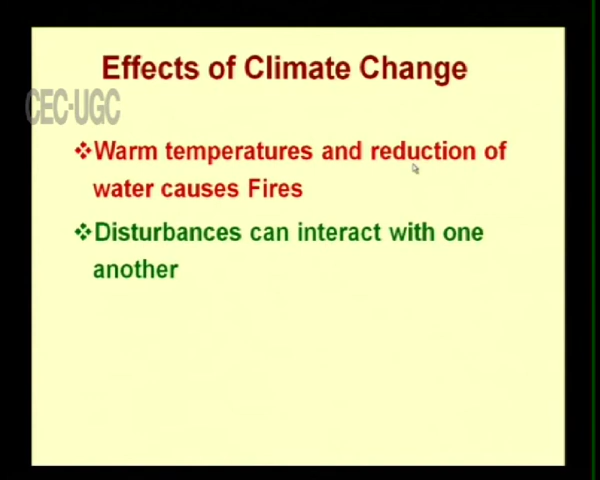 Effects of Climate Change
CEC-UGC
❖Warm temperatures and reduction of
water causes Fires
❖Disturbances can interact with one
another